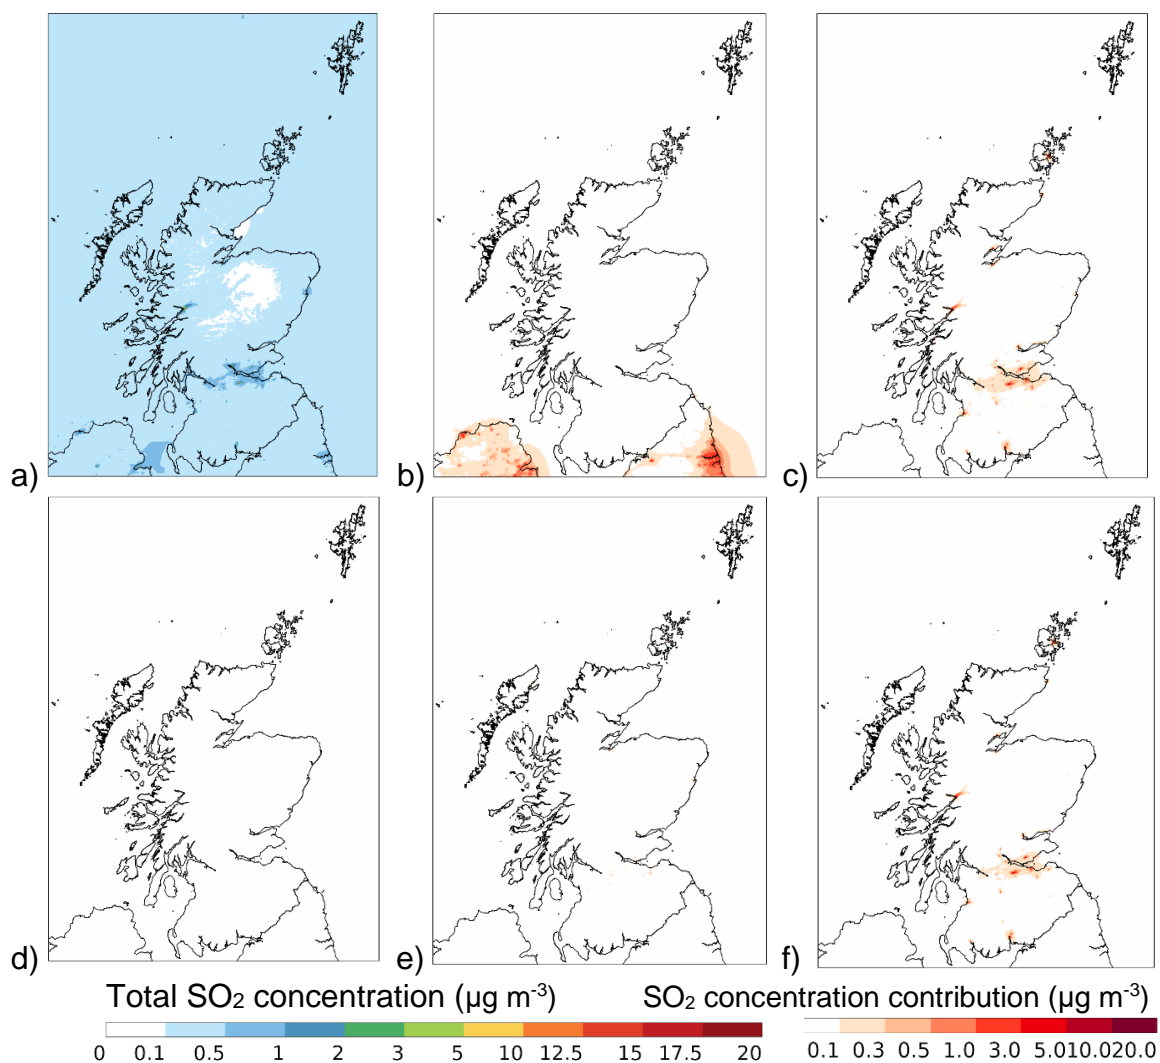 a) b) c)
d) e) f)
Total SO₂ concentration (µg m⁻³) SO₂ concentration contribution (µg m⁻³)
0 0.1 0.5 1 2 3 5 10 12.5 15 17.5 20 0.1 0.3 0.5 1.0 3.0 5.0 10.0 20.0